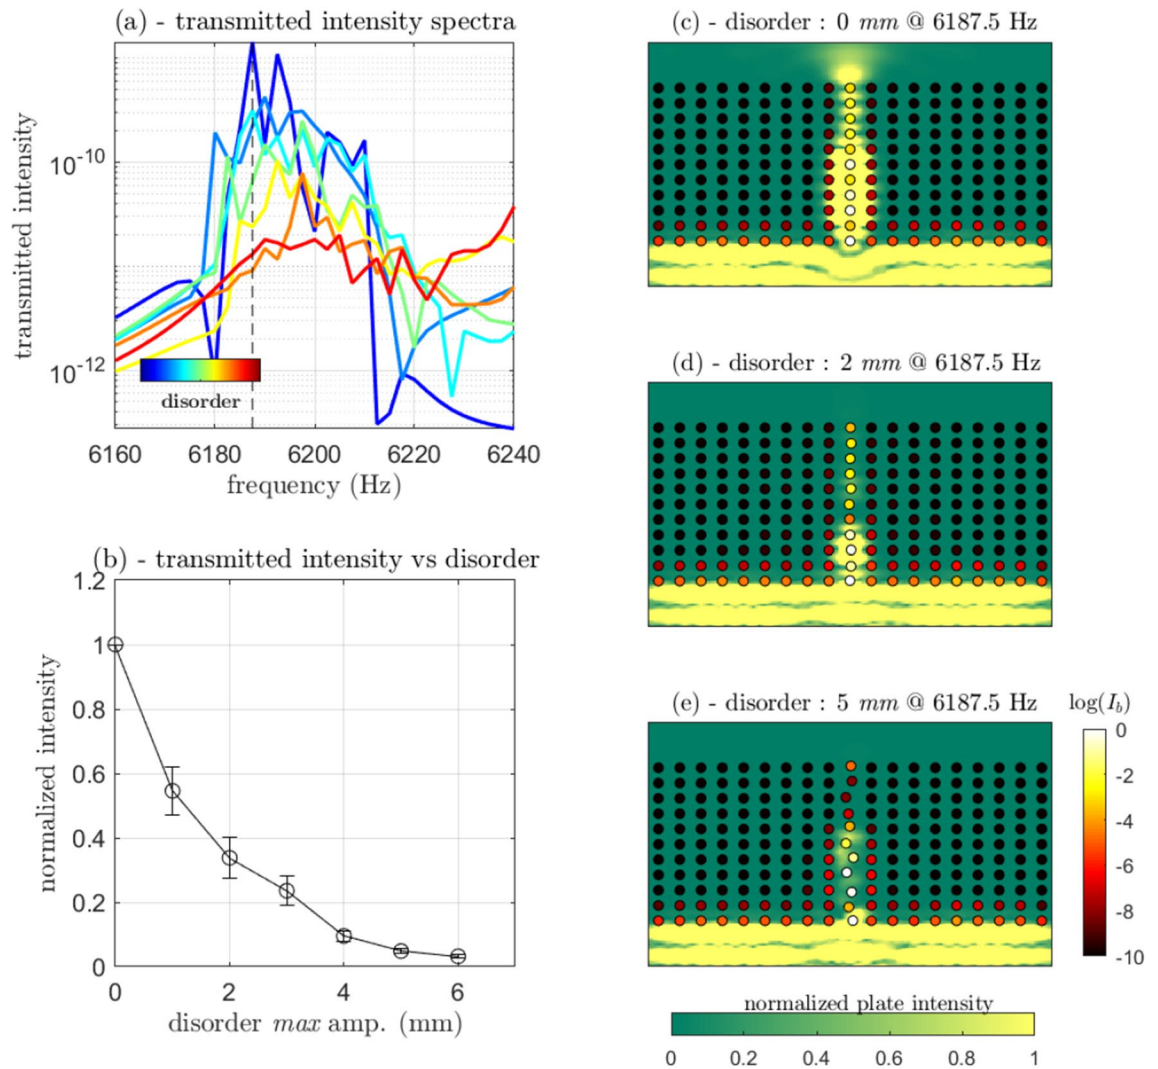 (a) - transmitted intensity spectra
transmitted intensity
10-10
10-12
disorder
6160 6180 6200 6220 6240
frequency (Hz)
(b) - transmitted intensity vs disorder
normalized intensity
1.2
1
0.8
0.6
0.4
0.2
0
0 2 4 6
disorder max amp. (mm)
(c) - disorder : 0 mm @ 6187.5 Hz
(d) - disorder : 2 mm @ 6187.5 Hz
(e) - disorder : 5 mm @ 6187.5 Hz
log(Ib)
0
-2
-4
-6
-8
-10
normalized plate intensity
0 0.2 0.4 0.6 0.8 1